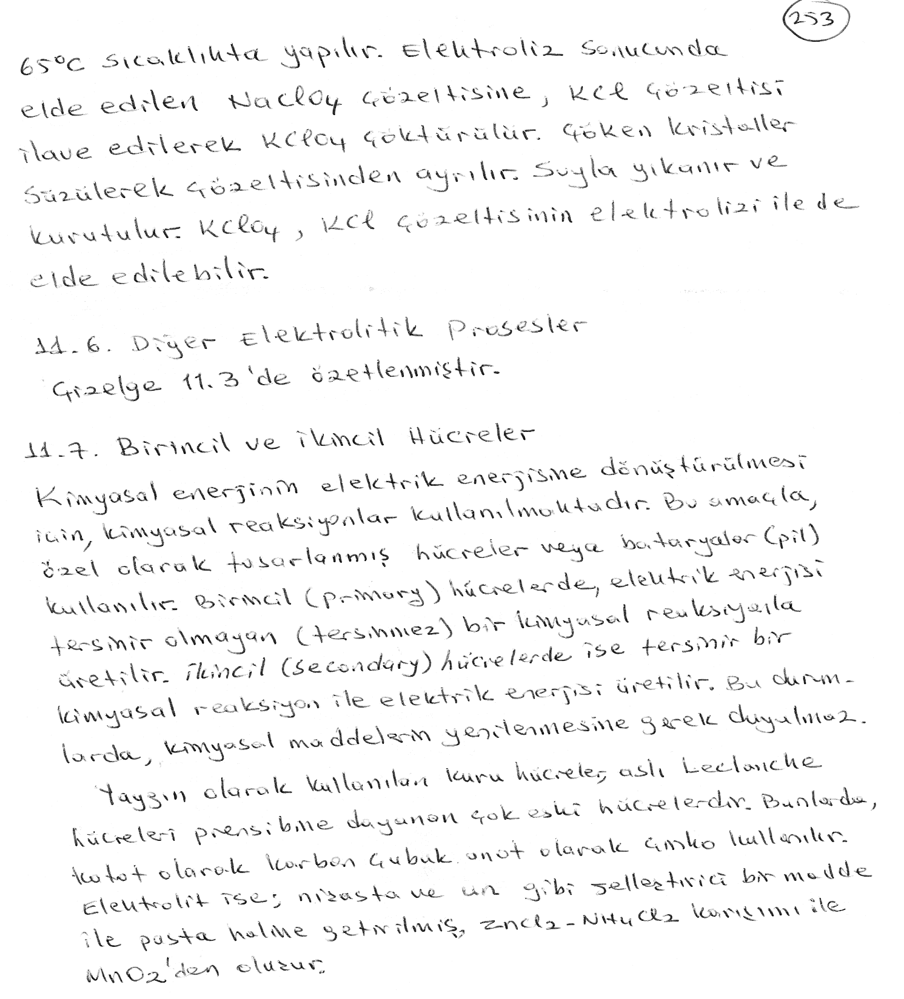 253
65°C sıcaklıkta yapılır. Elektroliz sonucunda
elde edilen NaClO4 çözeltisine, KCl çözeltisi
ilave edilerek KClO4 çöktürülür. Çöken kristaller
süzülerek çözeltisinden ayrılır. Suyla yıkanır ve
kurutulur. KClO4, KCl çözeltisinin elektrolizi ile de
elde edilebilir.
11.6. Diğer Elektrolitik Prosesler
Çizelge 11.3'de özetlenmiştir.
11.7. Birincil ve İkincil Hücreler
Kimyasal enerjinin elektrik enerjisine dönüştürülmesi
için, kimyasal reaksiyonlar kullanılmaktadır. Bu amaçla,
özel olarak tasarlanmış hücreler veya bataryalar (pil)
kullanılır. Birincil (primary) hücrelerde, elektrik enerjisi
tersinir olmayan (tersinmez) bir kimyasal reaksiyonla
üretilir. İkincil (secondary) hücrelerde ise tersinir bir
kimyasal reaksiyon ile elektrik enerjisi üretilir. Bu durum-
larda, kimyasal maddelerin yenilenmesine gerek duyulmaz.
Yaygın olarak kullanılan kuru hücreler, aslı Leclanche
hücreleri prensibine dayanan çok eski hücrelerdir. Bunlarda,
katot olarak karbon çubuk anot olarak çinko kullanılır.
Elektrolit ise; nişasta ve un gibi jelleştirici bir madde
ile pasta haline getirilmiş, ZnCl2-NH4Cl2 karışımı ile
MnO2'den oluşur.